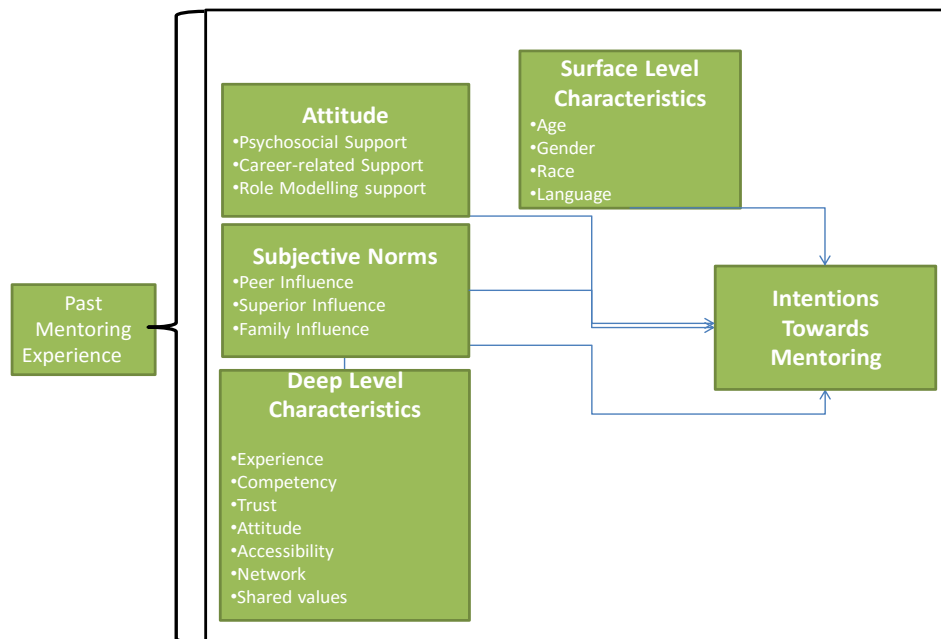 Past
Mentoring
Experience
Attitude
•Psychosocial Support
•Career-related Support
•Role Modelling support
Subjective Norms
•Peer Influence
•Superior Influence
•Family Influence
Deep Level
Characteristics
•Experience
•Competency
•Trust
•Attitude
•Accessibility
•Network
•Shared values
Surface Level
Characteristics
•Age
•Gender
•Race
•Language
Intentions
Towards
Mentoring